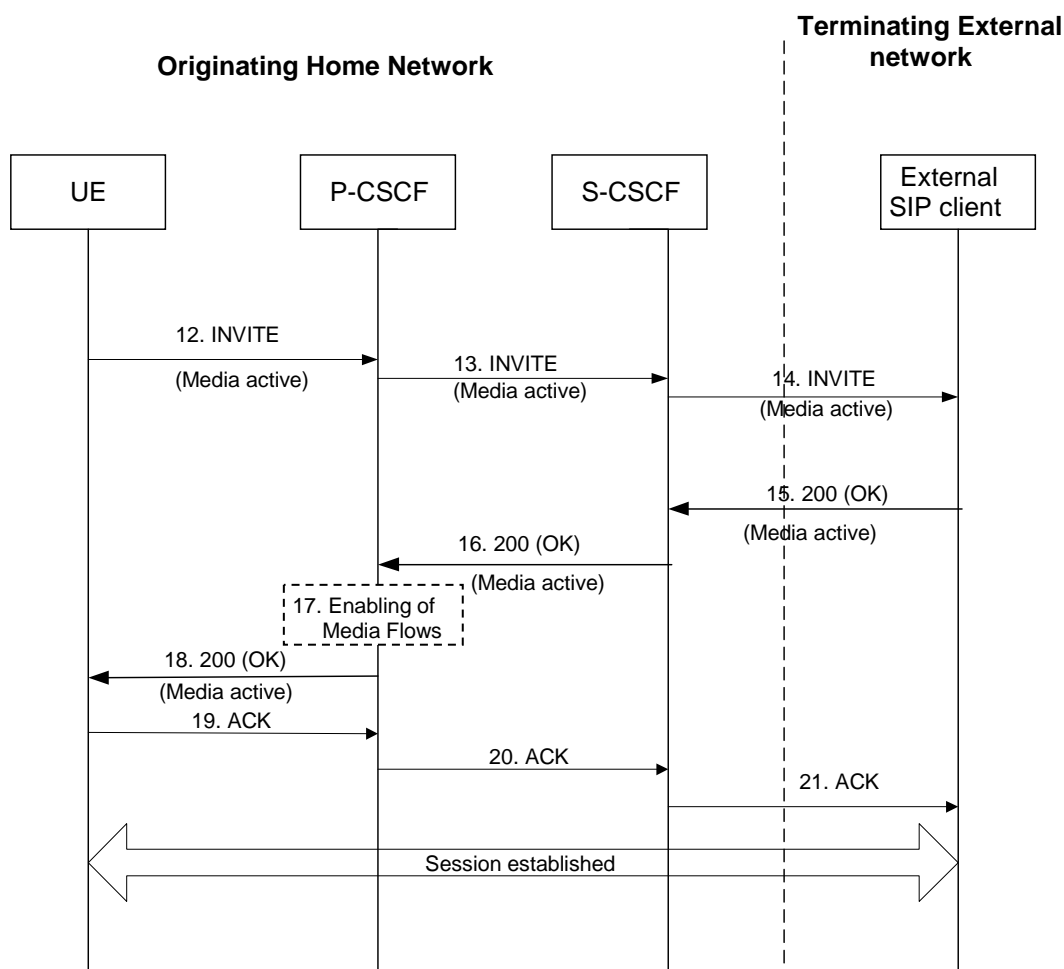 Originating Home Network
Terminating External
network
UE
P-CSCF
S-CSCF
External
SIP client
12. INVITE
(Media active)
13. INVITE
(Media active)
14. INVITE
(Media active)
15. 200 (OK)
(Media active)
16. 200 (OK)
(Media active)
17. Enabling of
Media Flows
18. 200 (OK)
(Media active)
19. ACK
20. ACK
21. ACK
Session established